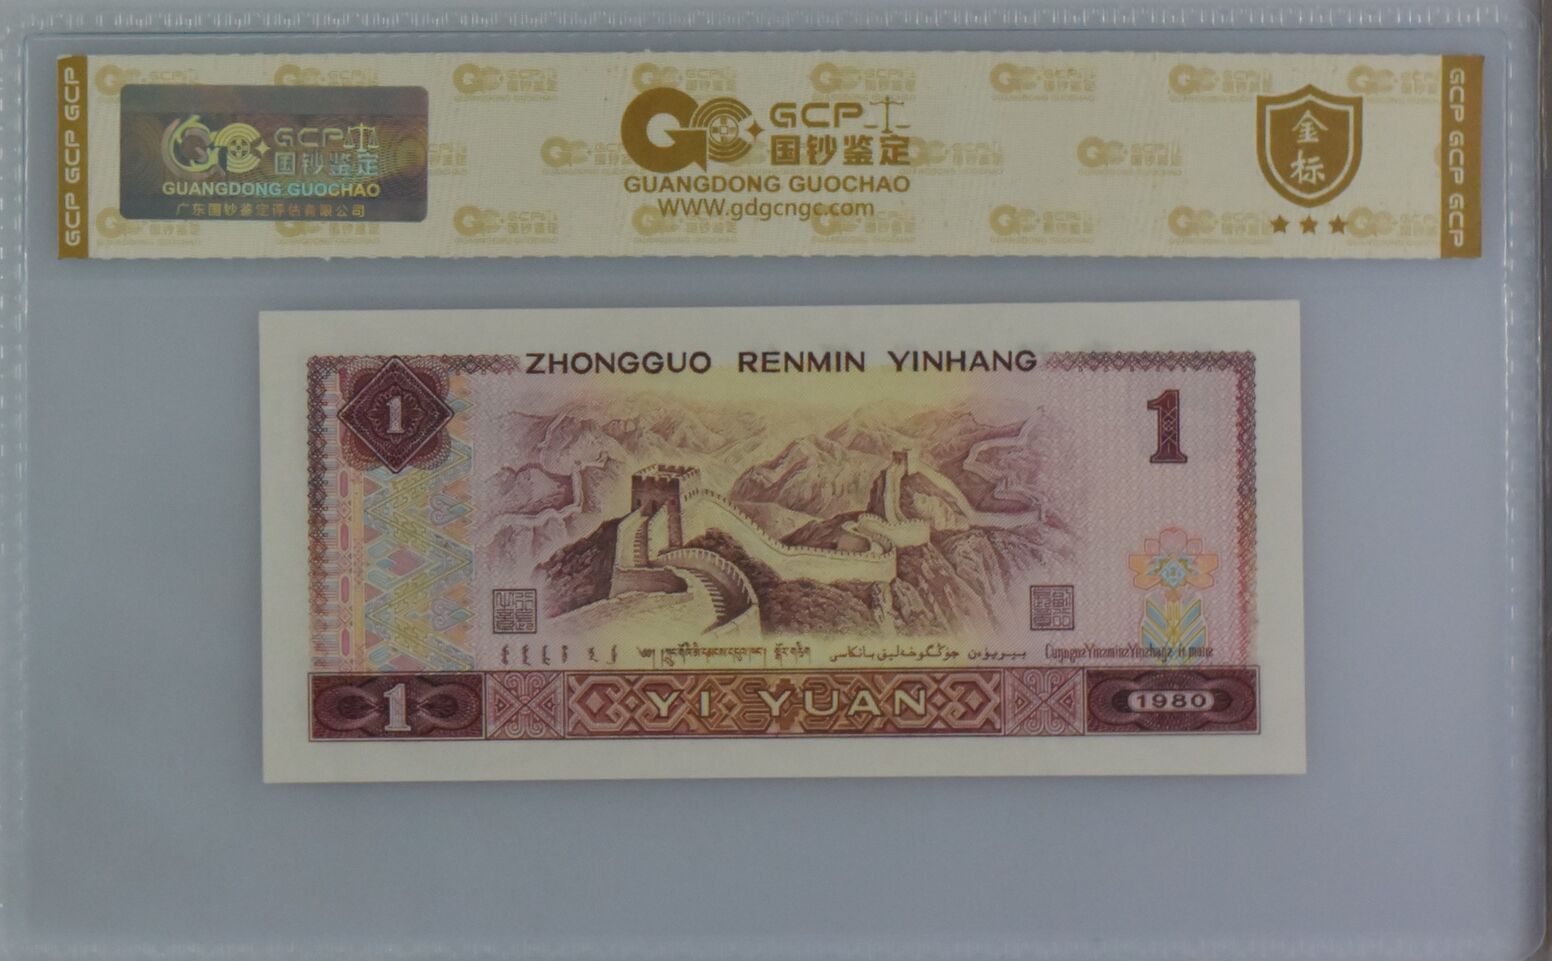 GCP GCP GCP
GCP
国钞鉴定
GUANGDONG GUOCHAO
广东国钞鉴定评估有限公司
GCP
国钞鉴定
GUANGDONG GUOCHAO
WWW.gdgcngc.com
金
标
GCP GCP GCP
ZHONGGUO RENMIN YINHANG
1
1
1
YI YUAN
1980